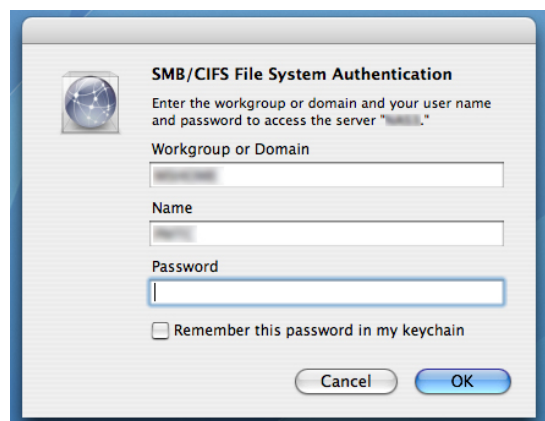 SMB/CIFS File System Authentication
Enter the workgroup or domain and your user name
and password to access the server " ."
Workgroup or Domain
Name
Password
Remember this password in my keychain
Cancel
OK